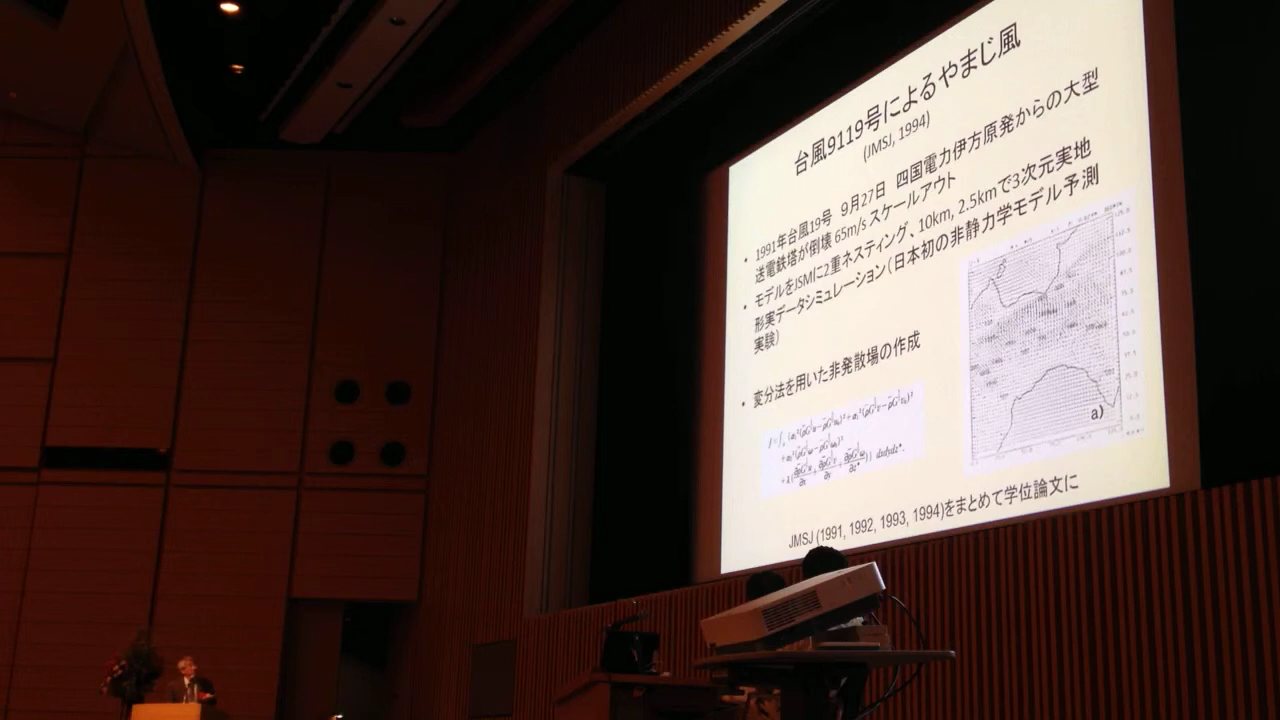 台風9119号によるやまじ風
(JMSJ, 1994)
• 1991年台風19号 9月27日 四国電力伊方原発からの大型
送電鉄塔が倒壊 65m/s スケールアウト
• モデルをJSMに2重ネスティング、10km, 2.5kmで3次元実地
形実データシミュレーション(日本初の非静力学モデル予測
実験)
• 変分法を用いた非発散場の作成
a)
JMSJ (1991, 1992, 1993, 1994)をまとめて学位論文に